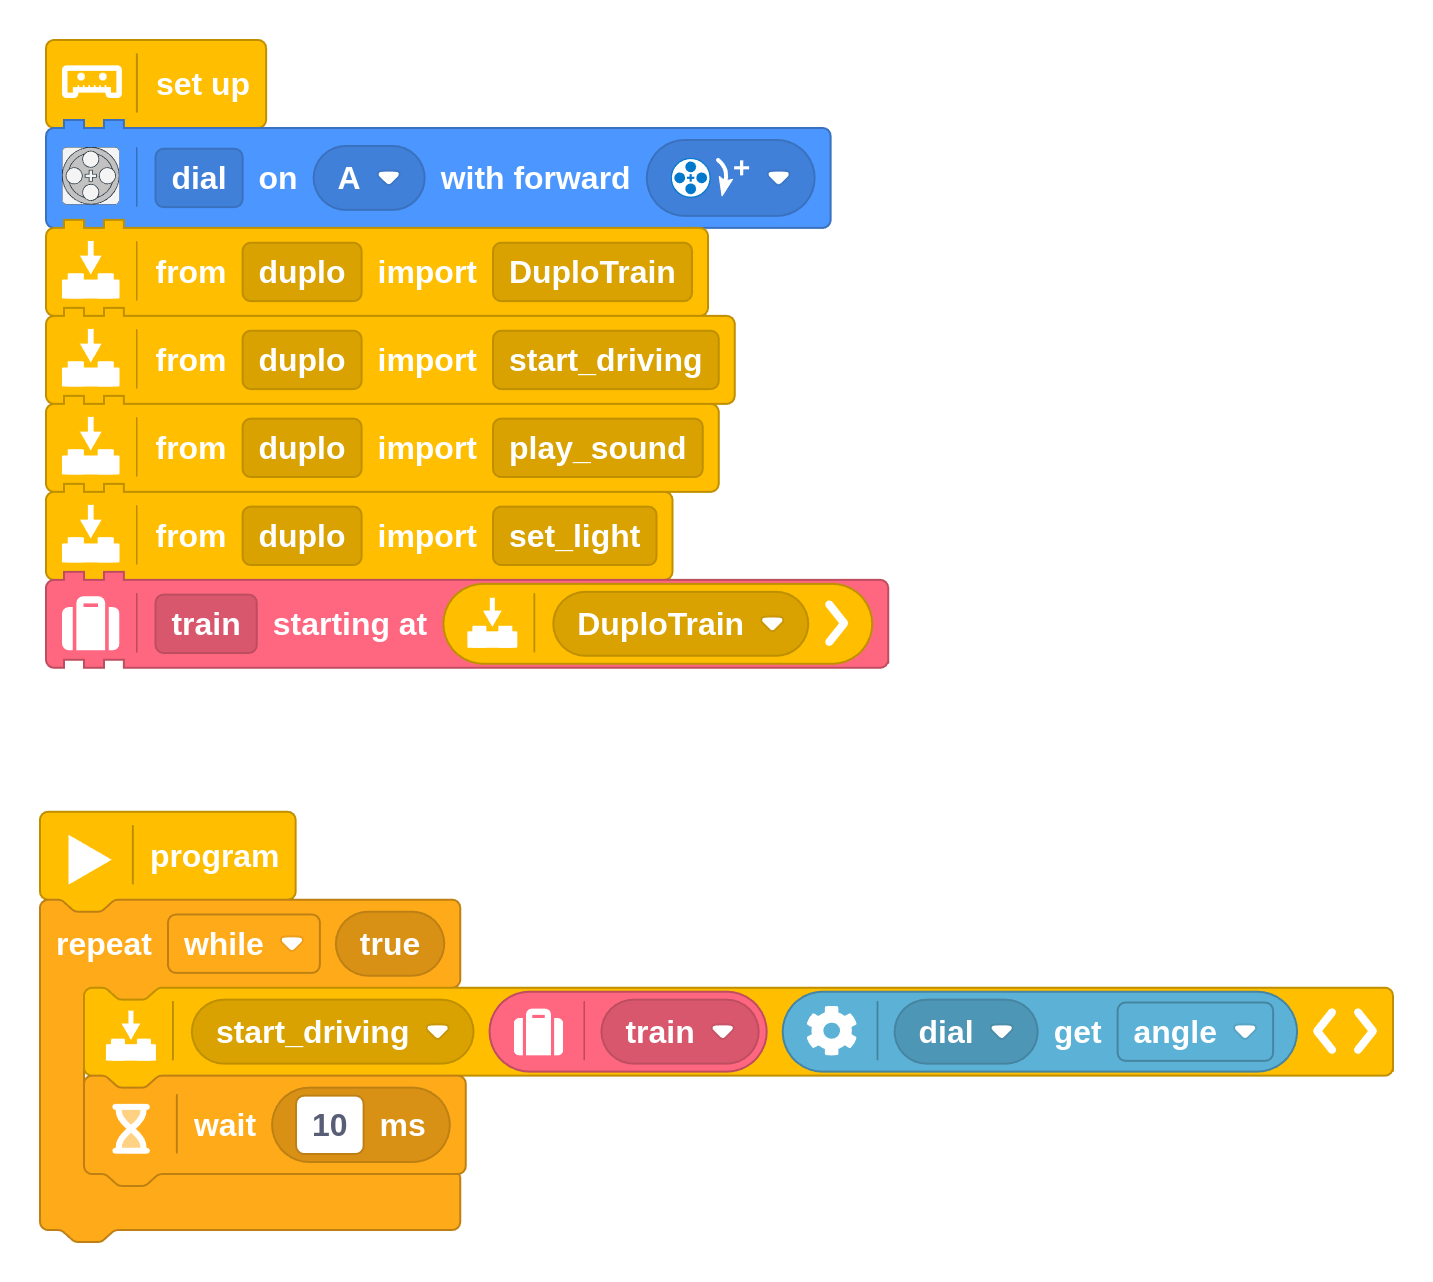 set up
dial on A with forward +
from duplo import DuploTrain
from duplo import start_driving
from duplo import play_sound
from duplo import set_light
train starting at DuploTrain
program
repeat while true
start_driving train dial get angle
wait 10 ms